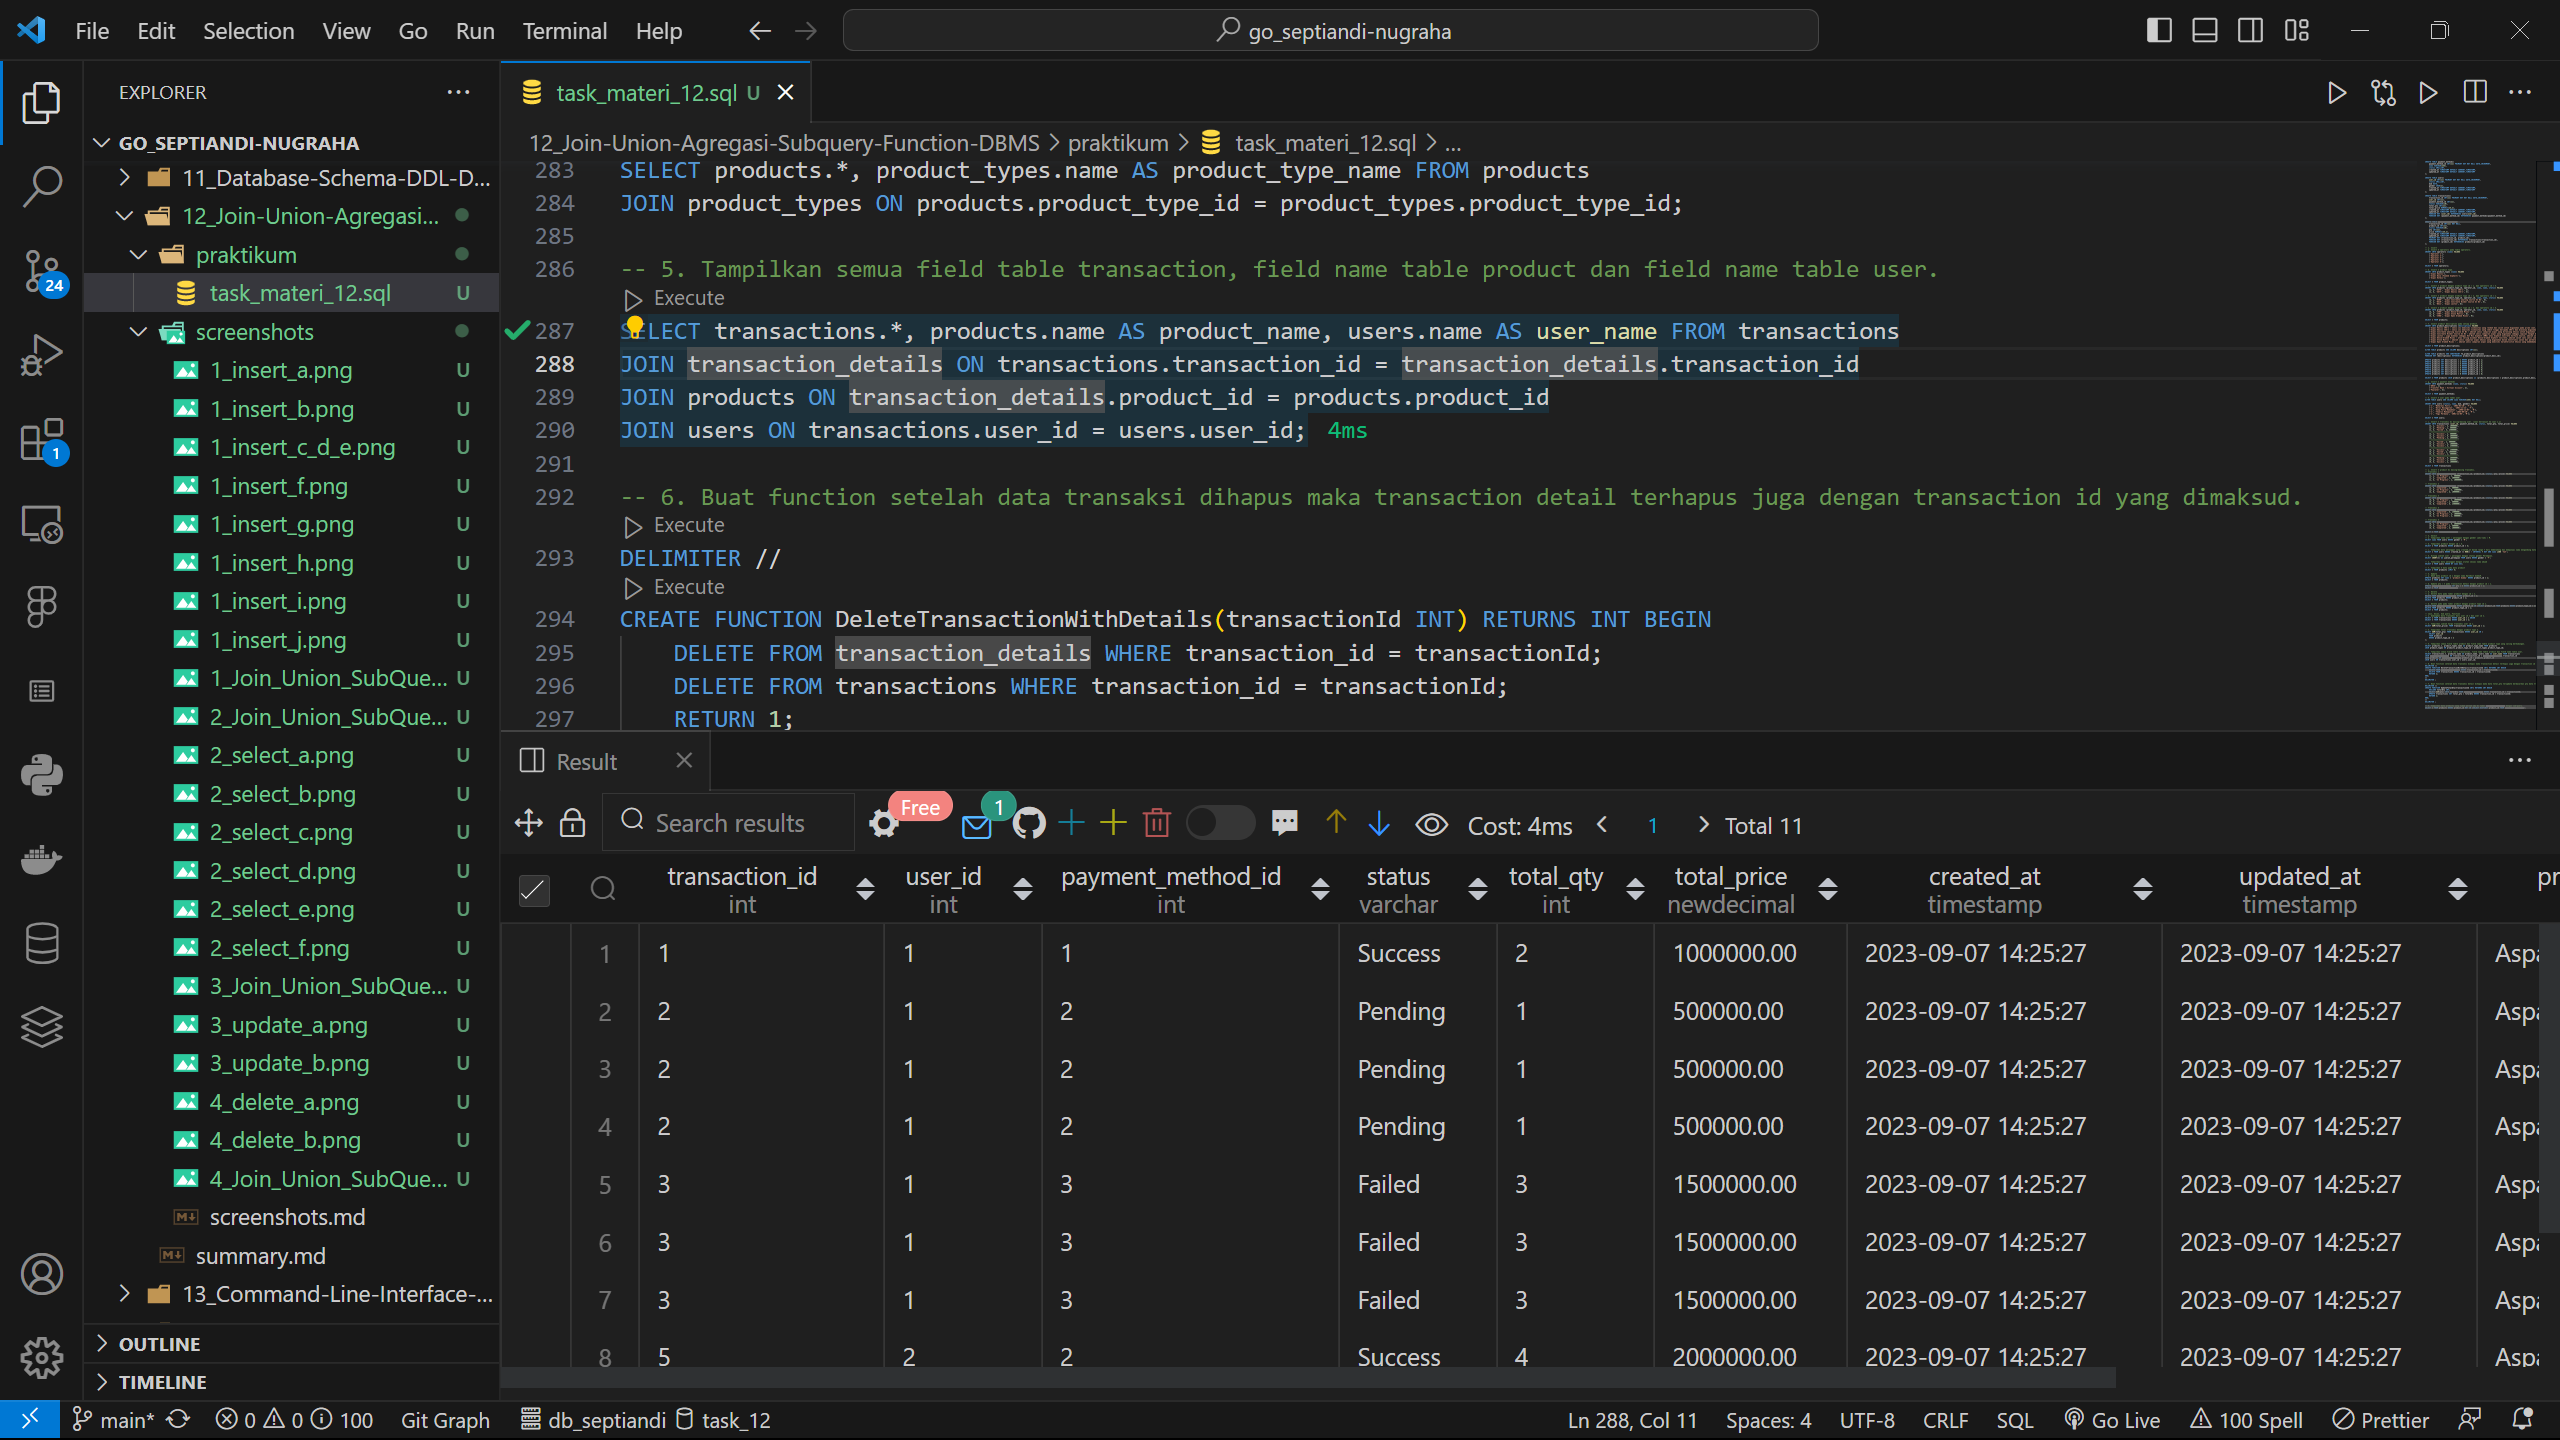 File Edit Selection View Go Run Terminal Help
go_septiandi-nugraha
EXPLORER
GO_SEPTIANDI-NUGRAHA
11_Database-Schema-DDL-D...
12_Join-Union-Agregasi...
praktikum
task_materi_12.sql U
screenshots
1_insert_a.png U
1_insert_b.png U
1_insert_c_d_e.png U
1_insert_f.png U
1_insert_g.png U
1_insert_h.png U
1_insert_i.png U
1_insert_j.png U
1_Join_Union_SubQue... U
2_Join_Union_SubQue... U
2_select_a.png U
2_select_b.png U
2_select_c.png U
2_select_d.png U
2_select_e.png U
2_select_f.png U
3_Join_Union_SubQue... U
3_update_a.png U
3_update_b.png U
4_delete_a.png U
4_delete_b.png U
4_Join_Union_SubQue... U
screenshots.md
summary.md
13_Command-Line-Interface-...
OUTLINE
TIMELINE
24
1
task_materi_12.sql U
12_Join-Union-Agregasi-Subquery-Function-DBMS > praktikum > task_materi_12.sql > ...
283 SELECT products.*, product_types.name AS product_type_name FROM products
284 JOIN product_types ON products.product_type_id = product_types.product_type_id;
285
286 -- 5. Tampilkan semua field table transaction, field name table product dan field name table user.
Execute
287 SELECT transactions.*, products.name AS product_name, users.name AS user_name FROM transactions
288 JOIN transaction_details ON transactions.transaction_id = transaction_details.transaction_id
289 JOIN products ON transaction_details.product_id = products.product_id
290 JOIN users ON transactions.user_id = users.user_id; 4ms
291
292 -- 6. Buat function setelah data transaksi dihapus maka transaction detail terhapus juga dengan transaction id yang dimaksud.
Execute
293 DELIMITER //
Execute
294 CREATE FUNCTION DeleteTransactionWithDetails(transactionId INT) RETURNS INT BEGIN
295 DELETE FROM transaction_details WHERE transaction_id = transactionId;
296 DELETE FROM transactions WHERE transaction_id = transactionId;
297 RETURN 1;
Result
Search results Free 1 Cost: 4ms 1 Total 11
transaction_id user_id payment_method_id status total_qty total_price created_at updated_at pr
int int int varchar int newdecimal timestamp timestamp
1 1 1 1 Success 2 1000000.00 2023-09-07 14:25:27 2023-09-07 14:25:27 Aspa
2 2 1 2 Pending 1 500000.00 2023-09-07 14:25:27 2023-09-07 14:25:27 Aspa
3 2 1 2 Pending 1 500000.00 2023-09-07 14:25:27 2023-09-07 14:25:27 Aspa
4 2 1 2 Pending 1 500000.00 2023-09-07 14:25:27 2023-09-07 14:25:27 Aspa
5 3 1 3 Failed 3 1500000.00 2023-09-07 14:25:27 2023-09-07 14:25:27 Aspa
6 3 1 3 Failed 3 1500000.00 2023-09-07 14:25:27 2023-09-07 14:25:27 Aspa
7 3 1 3 Failed 3 1500000.00 2023-09-07 14:25:27 2023-09-07 14:25:27 Aspa
8 5 2 2 Success 4 2000000.00 2023-09-07 14:25:27 2023-09-07 14:25:27 Aspa
main* 0 0 100 Git Graph db_septiandi task_12 Ln 288, Col 11 Spaces: 4 UTF-8 CRLF SQL Go Live 100 Spell Prettier